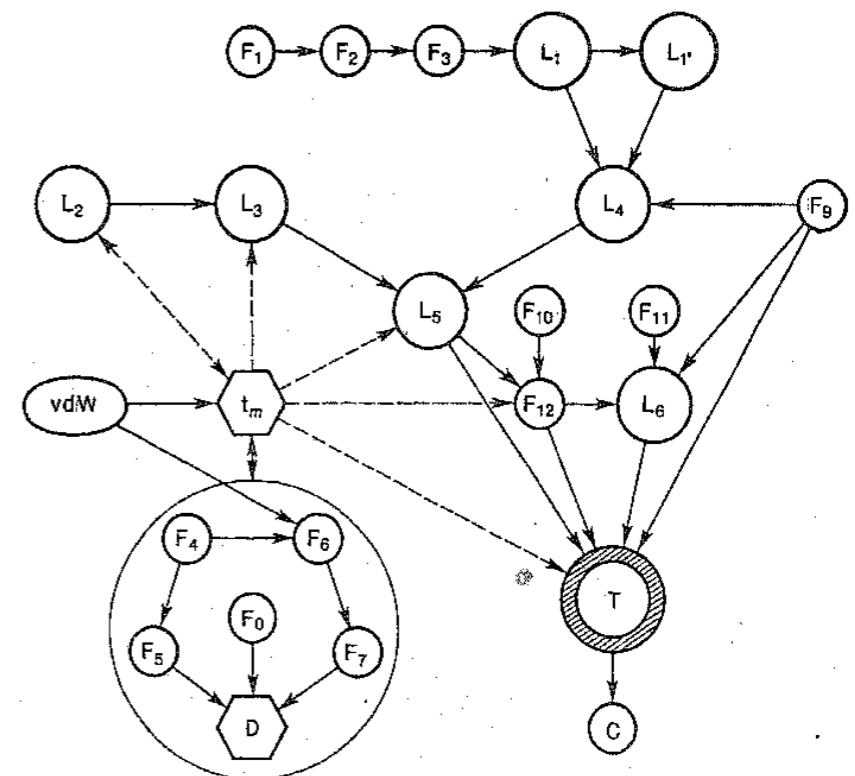 F₁ F₂ F₃ L₁ L₁'
L₂ L₃ L₄ F₉
L₅ F₁₀ F₁₁
vdW tₘ F₁₂ L₆
F₄ F₆
F₀ T
F₅ F₇
D C